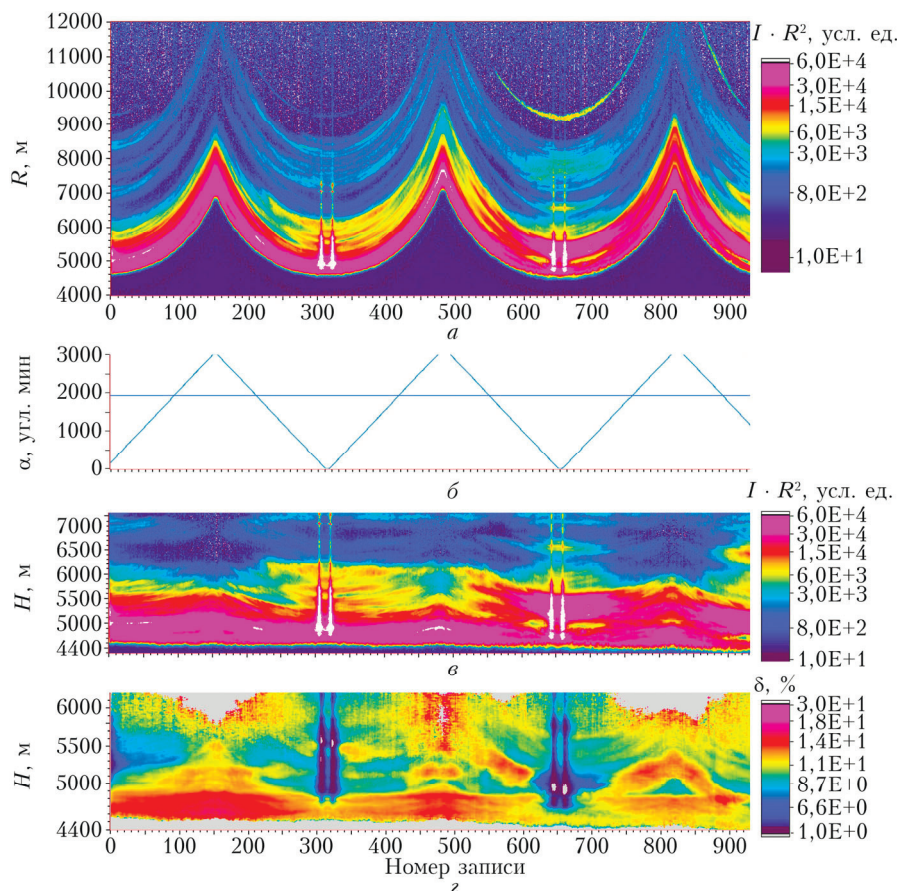 I · R², усл. ед.
12000
11000
10000
9000
8000
7000
6000
5000
4000
R, м
6,0E+4
3,0E+4
1,5E+4
6,0E+3
3,0E+3
8,0E+2
1,0E+1
0 100 200 300 400 500 600 700 800 900
а
3000
2000
1000
0
α, угл. мин
б
I · R², усл. ед.
7200
6500
6000
5500
5000
4400
H, м
6,0E+4
3,0E+4
1,5E+4
6,0E+3
3,0E+3
8,0E+2
1,0E+1
в
δ, %
6000
5500
5000
4400
H, м
3,0E+1
1,8E+1
1,4E+1
1,1E+1
8,7E+0
6,6E+0
1,0E+0
0 100 200 300 400 500 600 700 800 900
Номер записи
г